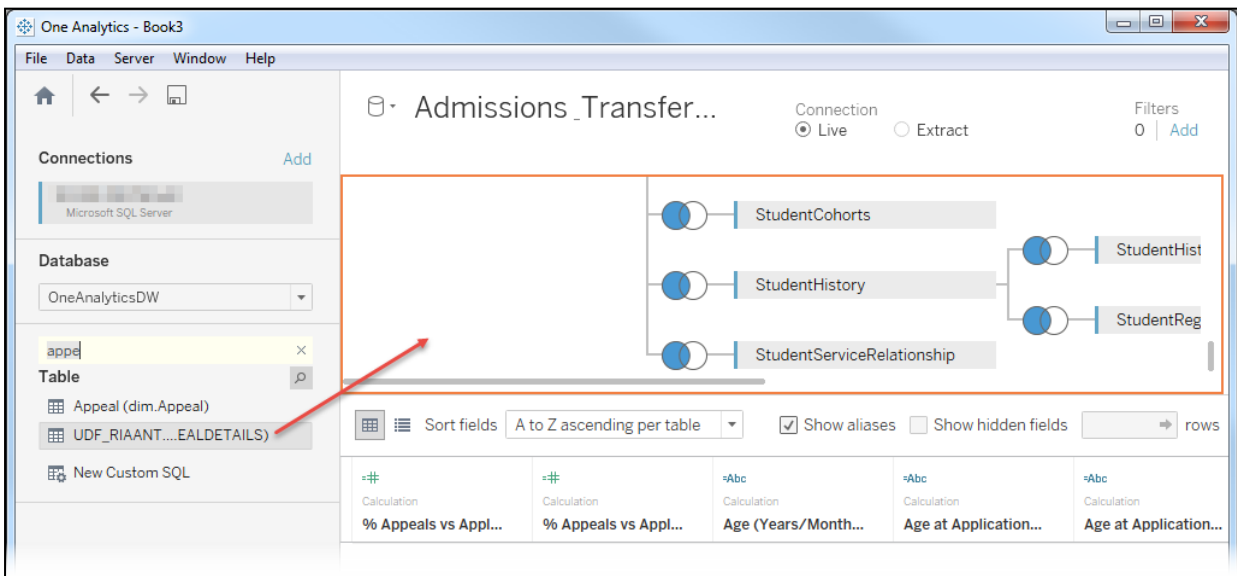 One Analytics - Book3
File Data Server Window Help
Admissions_Transfer...
Connection
Live Extract
Filters
0 Add
Connections Add
Microsoft SQL Server
Database
OneAnalyticsDW
appe
Table
Appeal (dim.Appeal)
UDF_RIAANT....EALDETAILS)
New Custom SQL
StudentCohorts
StudentHist
StudentHistory
StudentReg
StudentServiceRelationship
Sort fields A to Z ascending per table Show aliases Show hidden fields rows
=# =# =Abc =Abc =Abc
Calculation Calculation Calculation Calculation Calculation
% Appeals vs Appl... % Appeals vs Appl... Age (Years/Month... Age at Application... Age at Application...